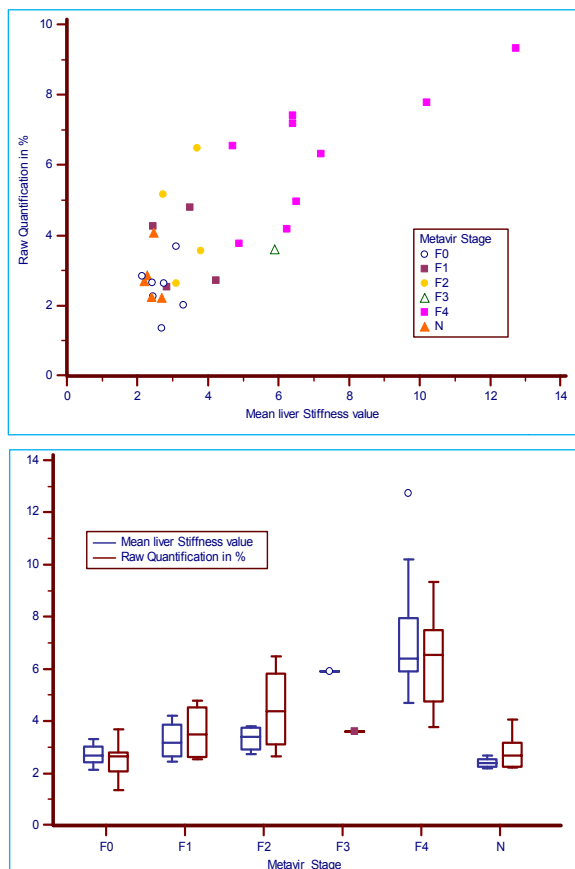 10
8
6
4
2
0
Raw Quantification in %
Metavir Stage
F0
F1
F2
F3
F4
N
0 2 4 6 8 10 12 14
Mean liver Stiffness value
14
12
10
8
6
4
2
0
Mean liver Stiffness value
Raw Quantification in %
F0 F1 F2 F3 F4 N
Metavir_Stage